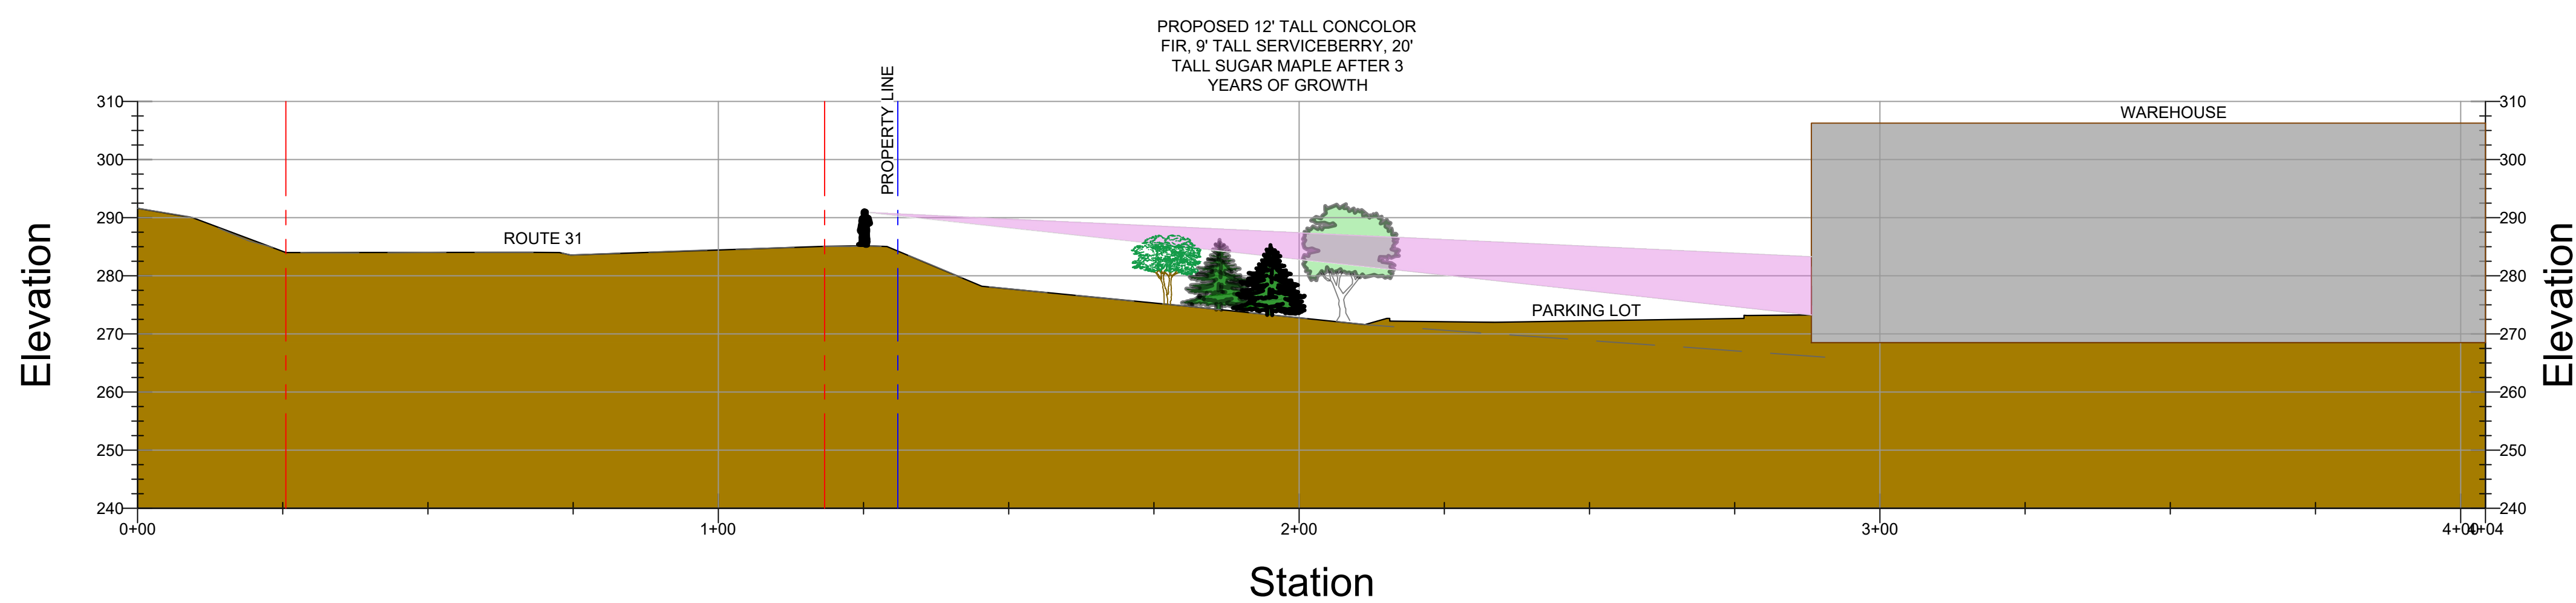 PROPOSED 12' TALL CONCOLOR
FIR, 9' TALL SERVICEBERRY, 20'
TALL SUGAR MAPLE AFTER 3
YEARS OF GROWTH
PROPERTY LINE
WAREHOUSE
ROUTE 31
PARKING LOT
Elevation
310
300
290
280
270
260
250
240
310
300
290
280
270
260
250
240
Elevation
0+00
1+00
2+00
3+00
4+00
4+04
Station